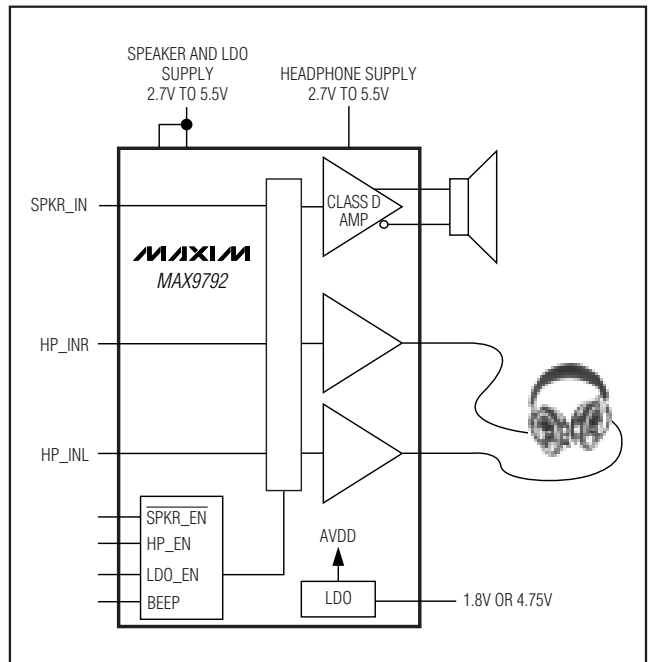 SPEAKER AND LDO
SUPPLY
2.7V TO 5.5V
HEADPHONE SUPPLY
2.7V TO 5.5V
SPKR_IN
CLASS D
AMP
MAXIM
MAX9792
HP_INR
HP_INL
SPKR_EN
HP_EN
LDO_EN
BEEP
AVDD
LDO
1.8V OR 4.75V